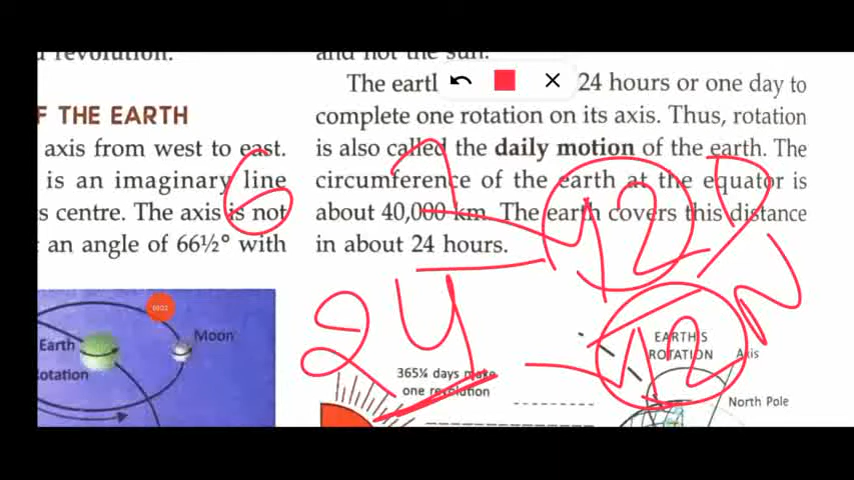 revolution.
F THE EARTH
axis from west to east.
is an imaginary line
s centre. The axis is not
an angle of 66½° with
and not the sun.
The eart 24 hours or one day to
complete one rotation on its axis. Thus, rotation
is also called the daily motion of the earth. The
circumference of the earth at the equator is
about 40,000 km. The earth covers this distance
in about 24 hours.
6
24
12 D
12 N
Earth
otation
Moon
365¼ days make
one revolution
EARTH'S
ROTATION
Axis
North Pole